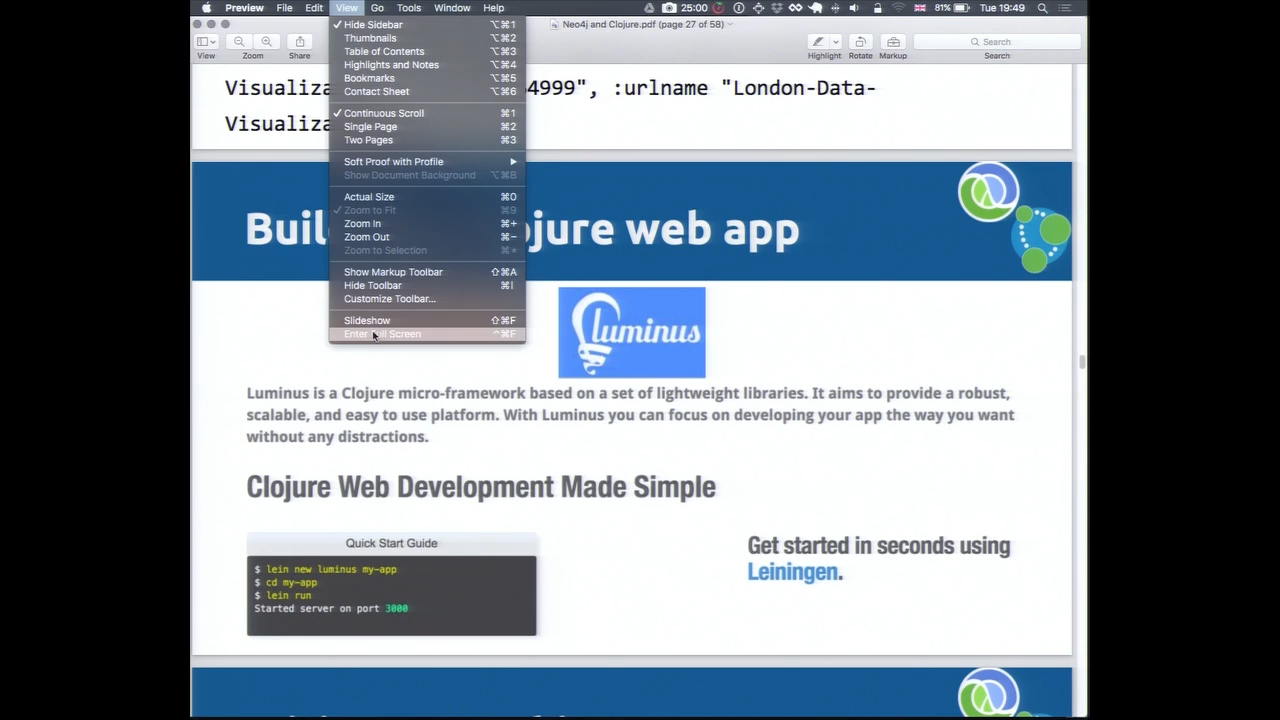 Preview File Edit View Go Tools Window Help 25:00 81% Tue 19:49
Neo4j and Clojure.pdf (page 27 of 58)
View Zoom Share Highlight Rotate Markup Search
Search
✓ Hide Sidebar ⌥⌘1
Thumbnails ⌥⌘2
Table of Contents ⌥⌘3
Highlights and Notes ⌥⌘4
Bookmarks ⌥⌘5
Contact Sheet ⌥⌘6
✓ Continuous Scroll ⌘1
Single Page ⌘2
Two Pages ⌘3
Soft Proof with Profile ▶
Show Document Background ⌥⌘B
Actual Size ⌘0
✓ Zoom to Fit ⌘9
Zoom In ⌘+
Zoom Out ⌘−
Zoom to Selection ⌘*
Show Markup Toolbar ⇧⌘A
Hide Toolbar
Customize Toolbar...
Slideshow ⇧⌘F
Enter Full Screen ^⌘F
Visualiza 4999", :urlname "London-Data-
Visualiza
Buil ojure web app
luminus
Luminus is a Clojure micro-framework based on a set of lightweight libraries. It aims to provide a robust,
scalable, and easy to use platform. With Luminus you can focus on developing your app the way you want
without any distractions.
Clojure Web Development Made Simple
Quick Start Guide
$ lein new luminus my-app
$ cd my-app
$ lein run
Started server on port 3000
Get started in seconds using
Leiningen.